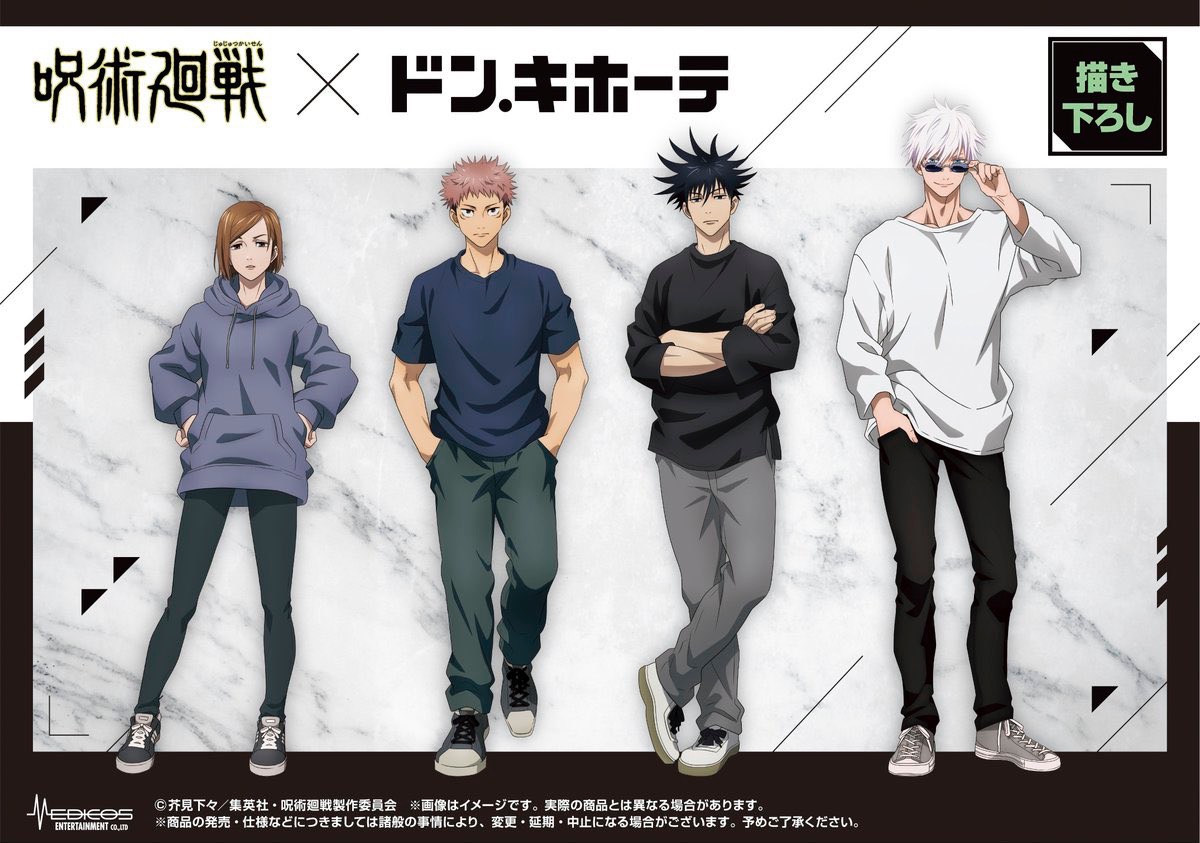 じゅじゅつかいせん
呪術廻戦 × ドン.キホーテ
描き
下ろし
©芥見下々／集英社・呪術廻戦製作委員会　※画像はイメージです。実際の商品とは異なる場合があります。
※商品の発売・仕様などにつきましては諸般の事情により、変更・延期・中止になる場合がございます。予めご了承ください。
MEDICOS
ENTERTAINMENT CO.,LTD